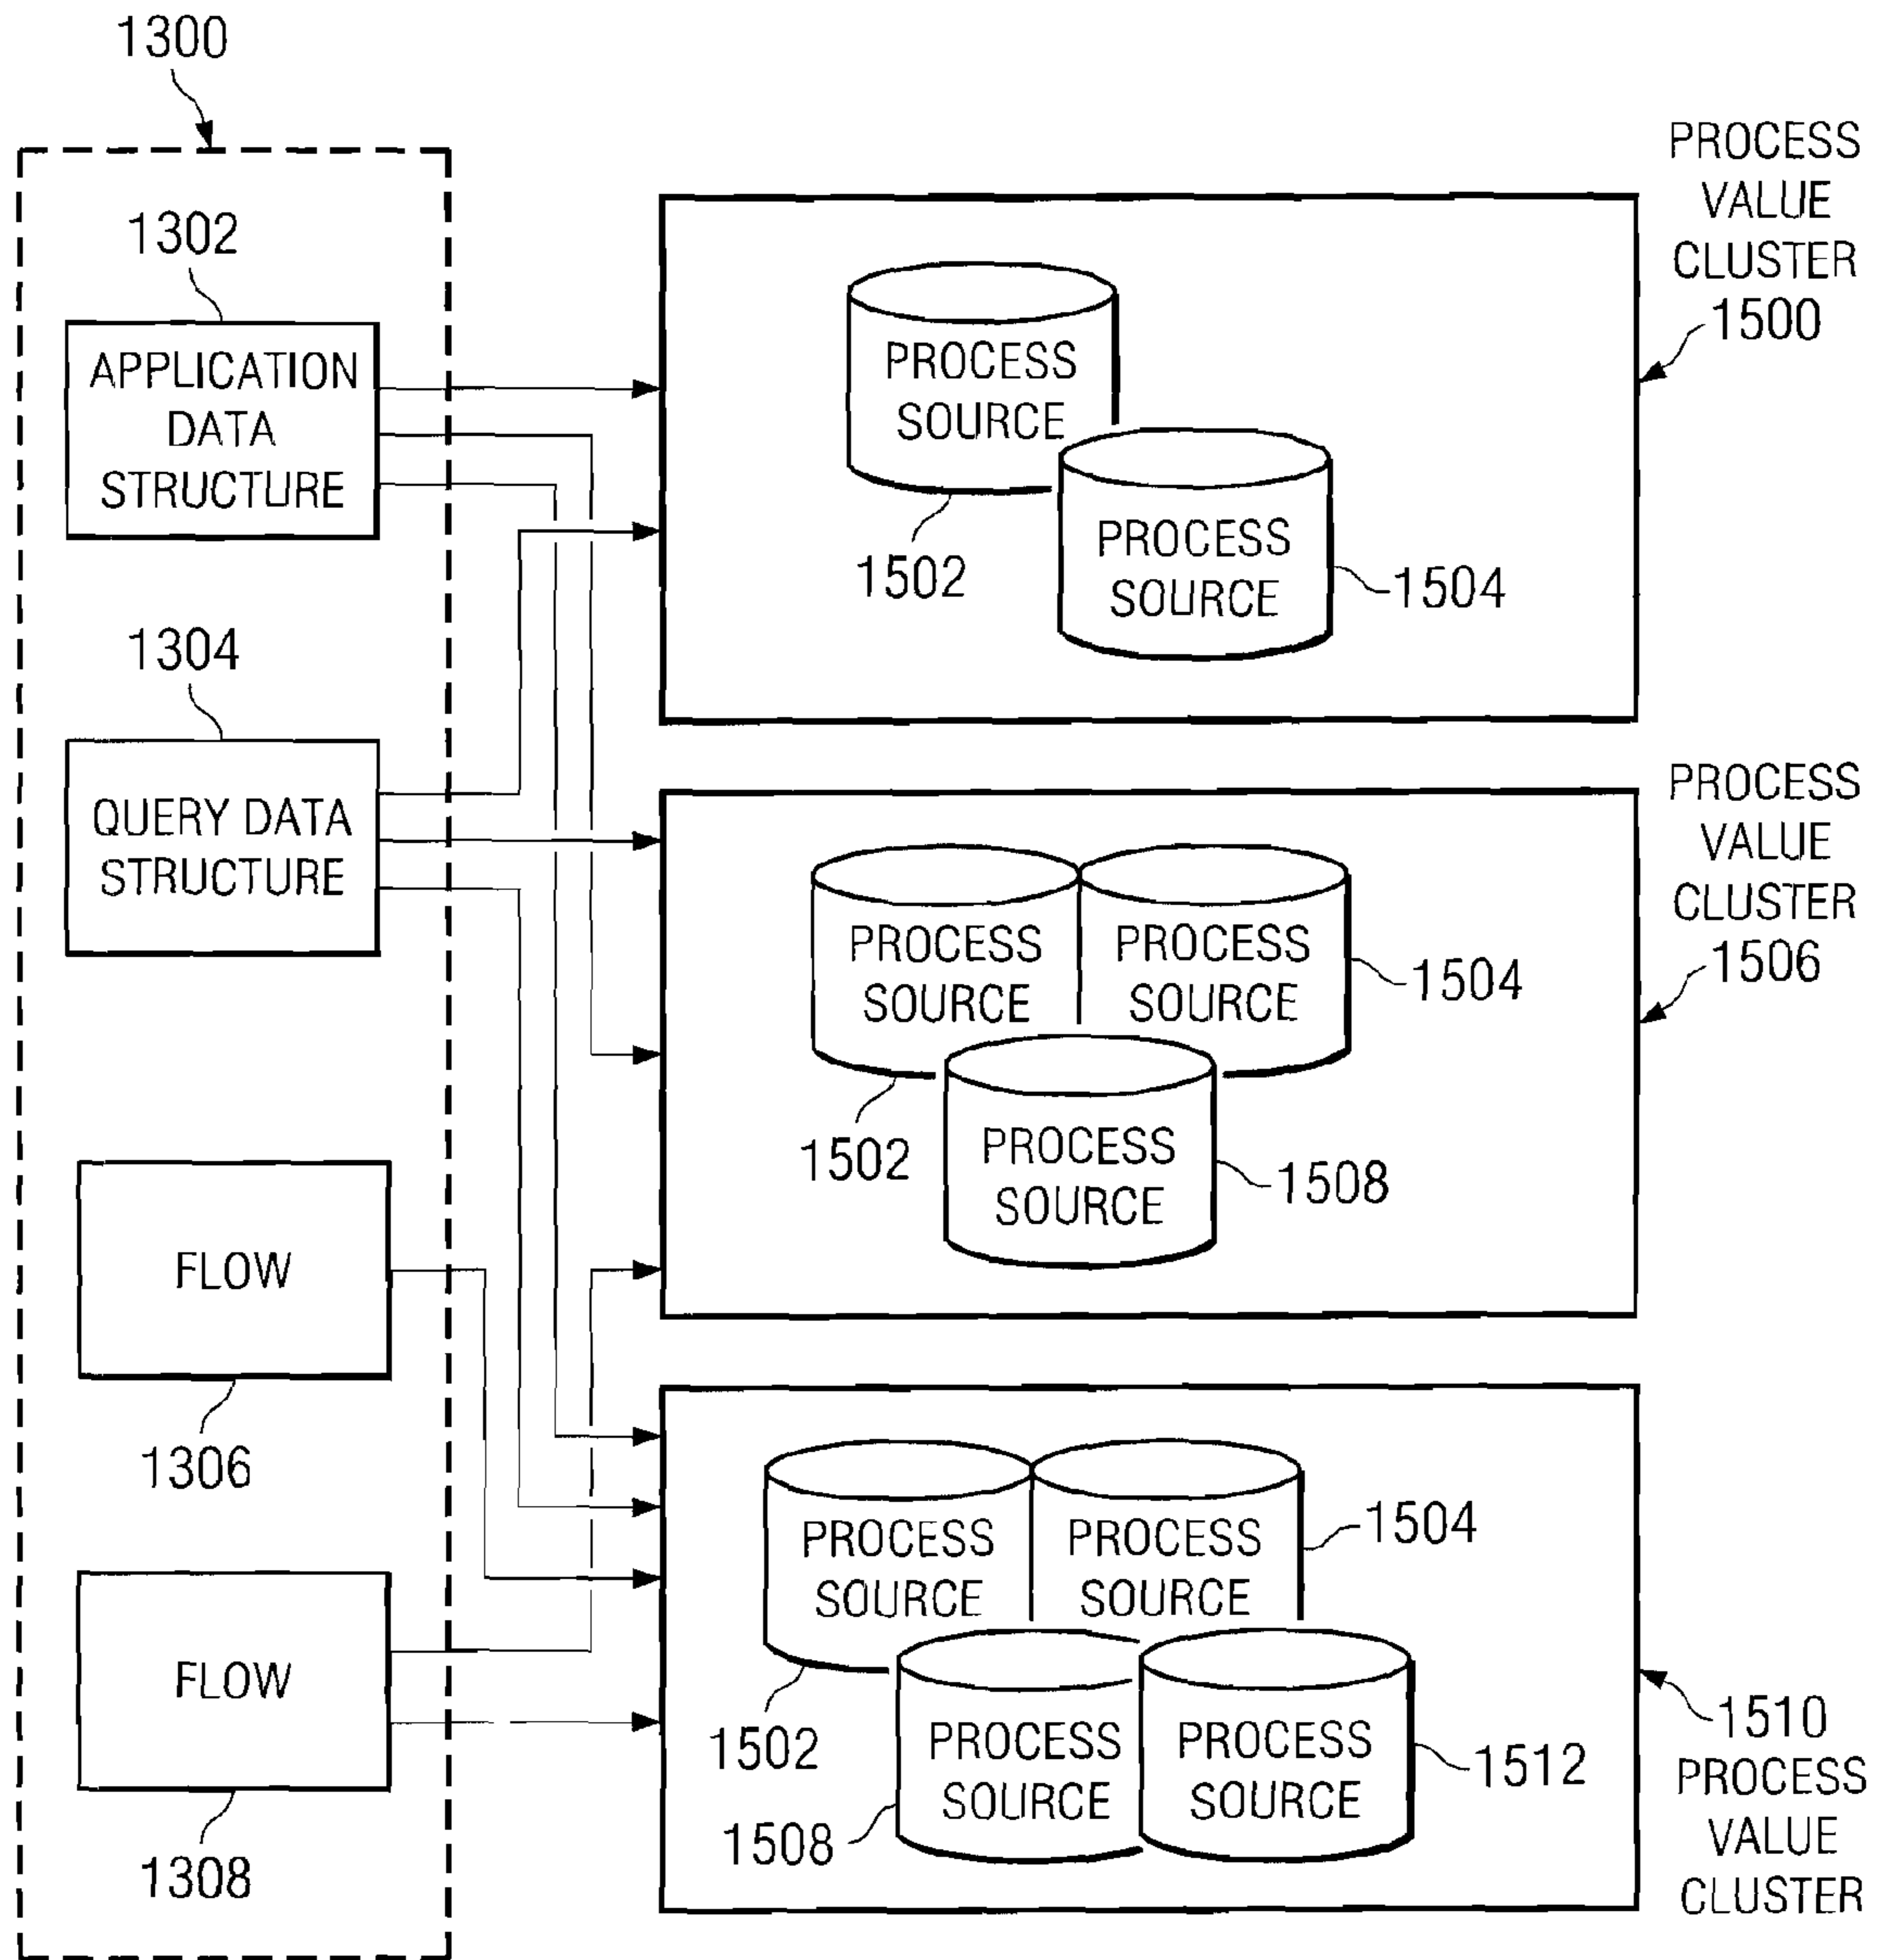 1300
1302
APPLICATION
DATA
STRUCTURE
1304
QUERY DATA
STRUCTURE
FLOW
1306
FLOW
1308
PROCESS
VALUE
CLUSTER
1500
PROCESS
SOURCE
1502
PROCESS
SOURCE
1504
PROCESS
VALUE
CLUSTER
1506
PROCESS
SOURCE
1502
PROCESS
SOURCE
1504
PROCESS
SOURCE
1508
PROCESS
SOURCE
1502
PROCESS
SOURCE
1504
PROCESS
SOURCE
1508
PROCESS
SOURCE
1512
1510
PROCESS
VALUE
CLUSTER